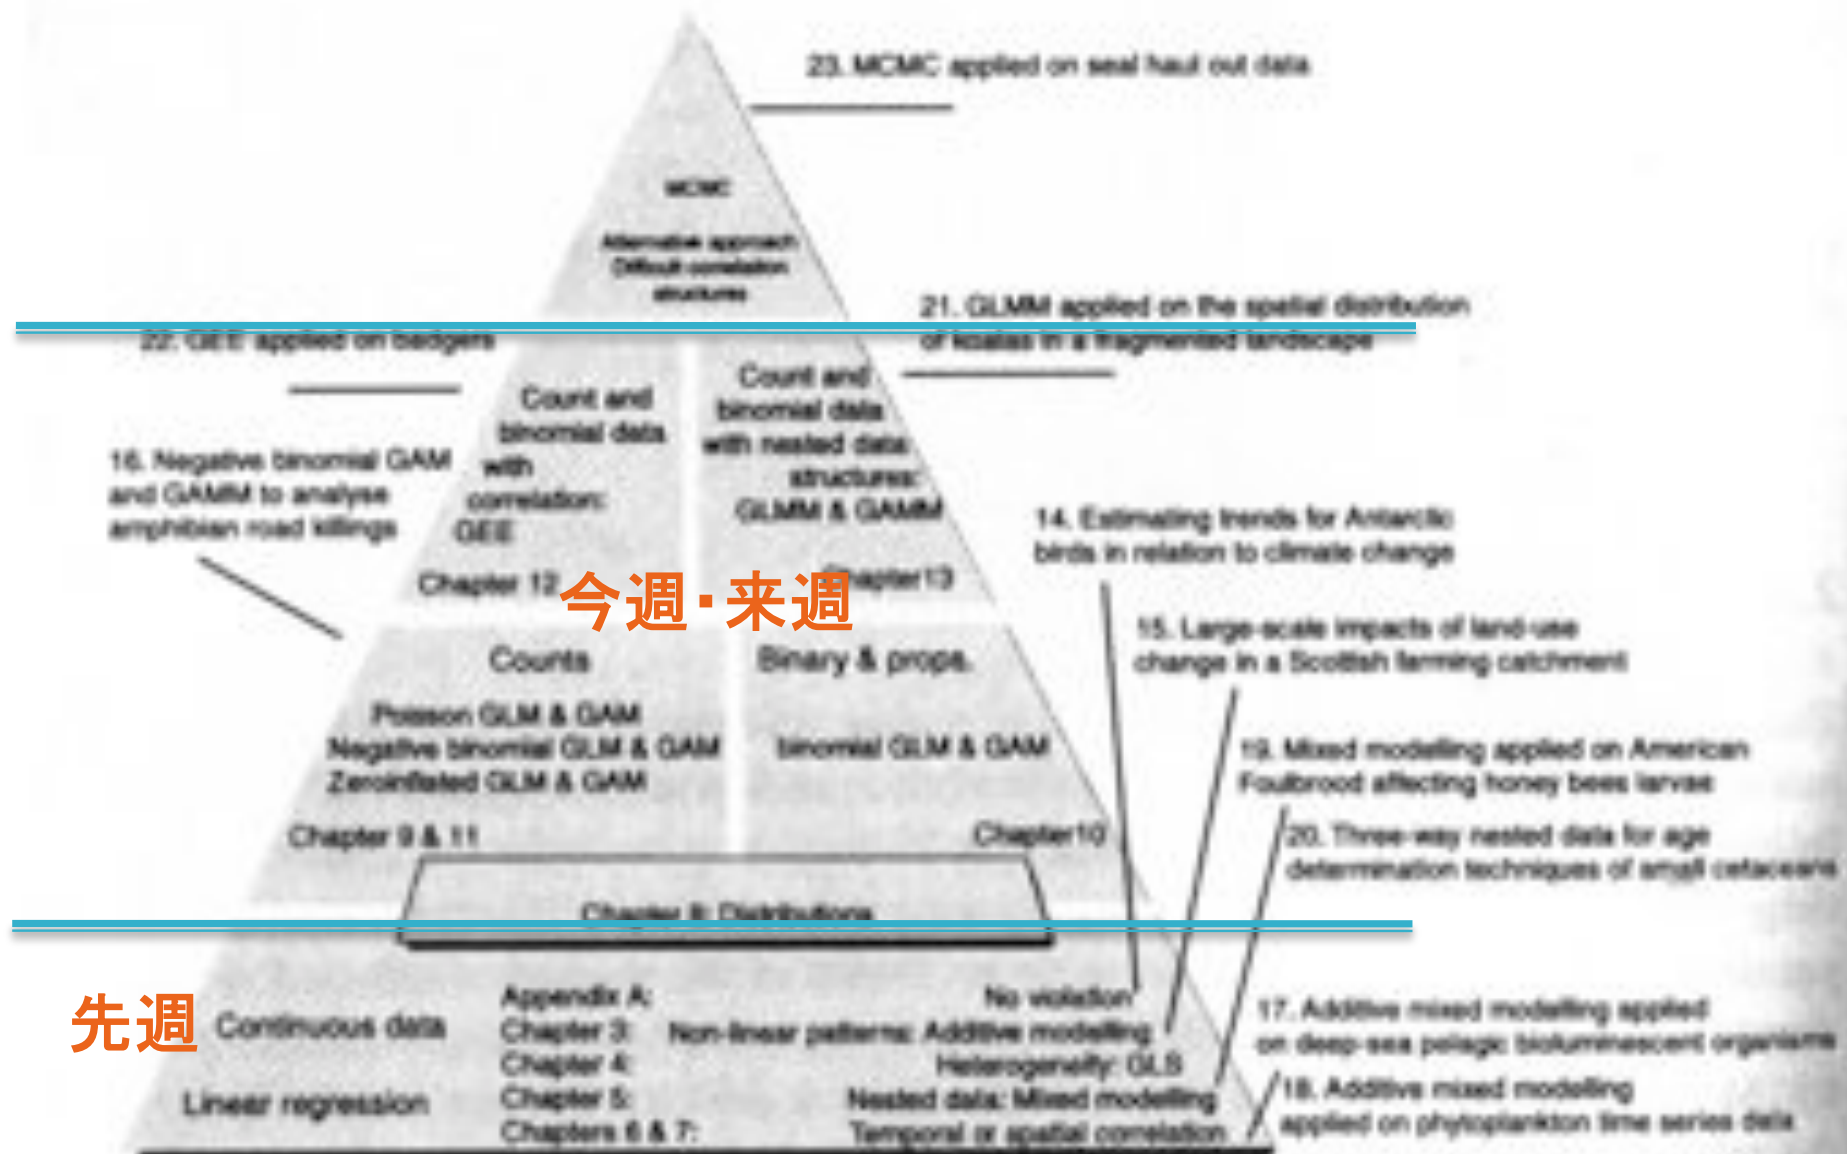 23. MCMC applied on seal haul out data
MCMC
Alternative approach
Difficult correlation
structures
21. GLMM applied on the spatial distribution
of koalas in a fragmented landscape
22. GEE applied on badgers
Count and
binomial data
with
correlation:
GEE
Chapter 12
Count and
binomial data
with nested data
structures:
GLMM & GAMM
Chapter13
16. Negative binomial GAM
and GAMM to analyse
amphibian road killings
14. Estimating trends for Antarctic
birds in relation to climate change
今週・来週
15. Large-scale impacts of land-use
change in a Scottish farming catchment
Counts
Poisson GLM & GAM
Negative binomial GLM & GAM
Zeroinflated GLM & GAM
Chapter 9 & 11
Binary & props.
binomial GLM & GAM
Chapter10
19. Mixed modelling applied on American
Foulbrood affecting honey bees larvae
20. Three-way nested data for age
determination techniques of small cetaceans
Chapter 8: Distributions
先週
Continuous data
Linear regression
Appendix A: No violation
Chapter 3: Non-linear patterns: Additive modelling
Chapter 4: Heterogeneity: GLS
Chapter 5: Nested data: Mixed modelling
Chapters 6 & 7: Temporal or spatial correlation
17. Additive mixed modelling applied
on deep-sea pelagic bioluminescent organisms
18. Additive mixed modelling
applied on phytoplankton time series data